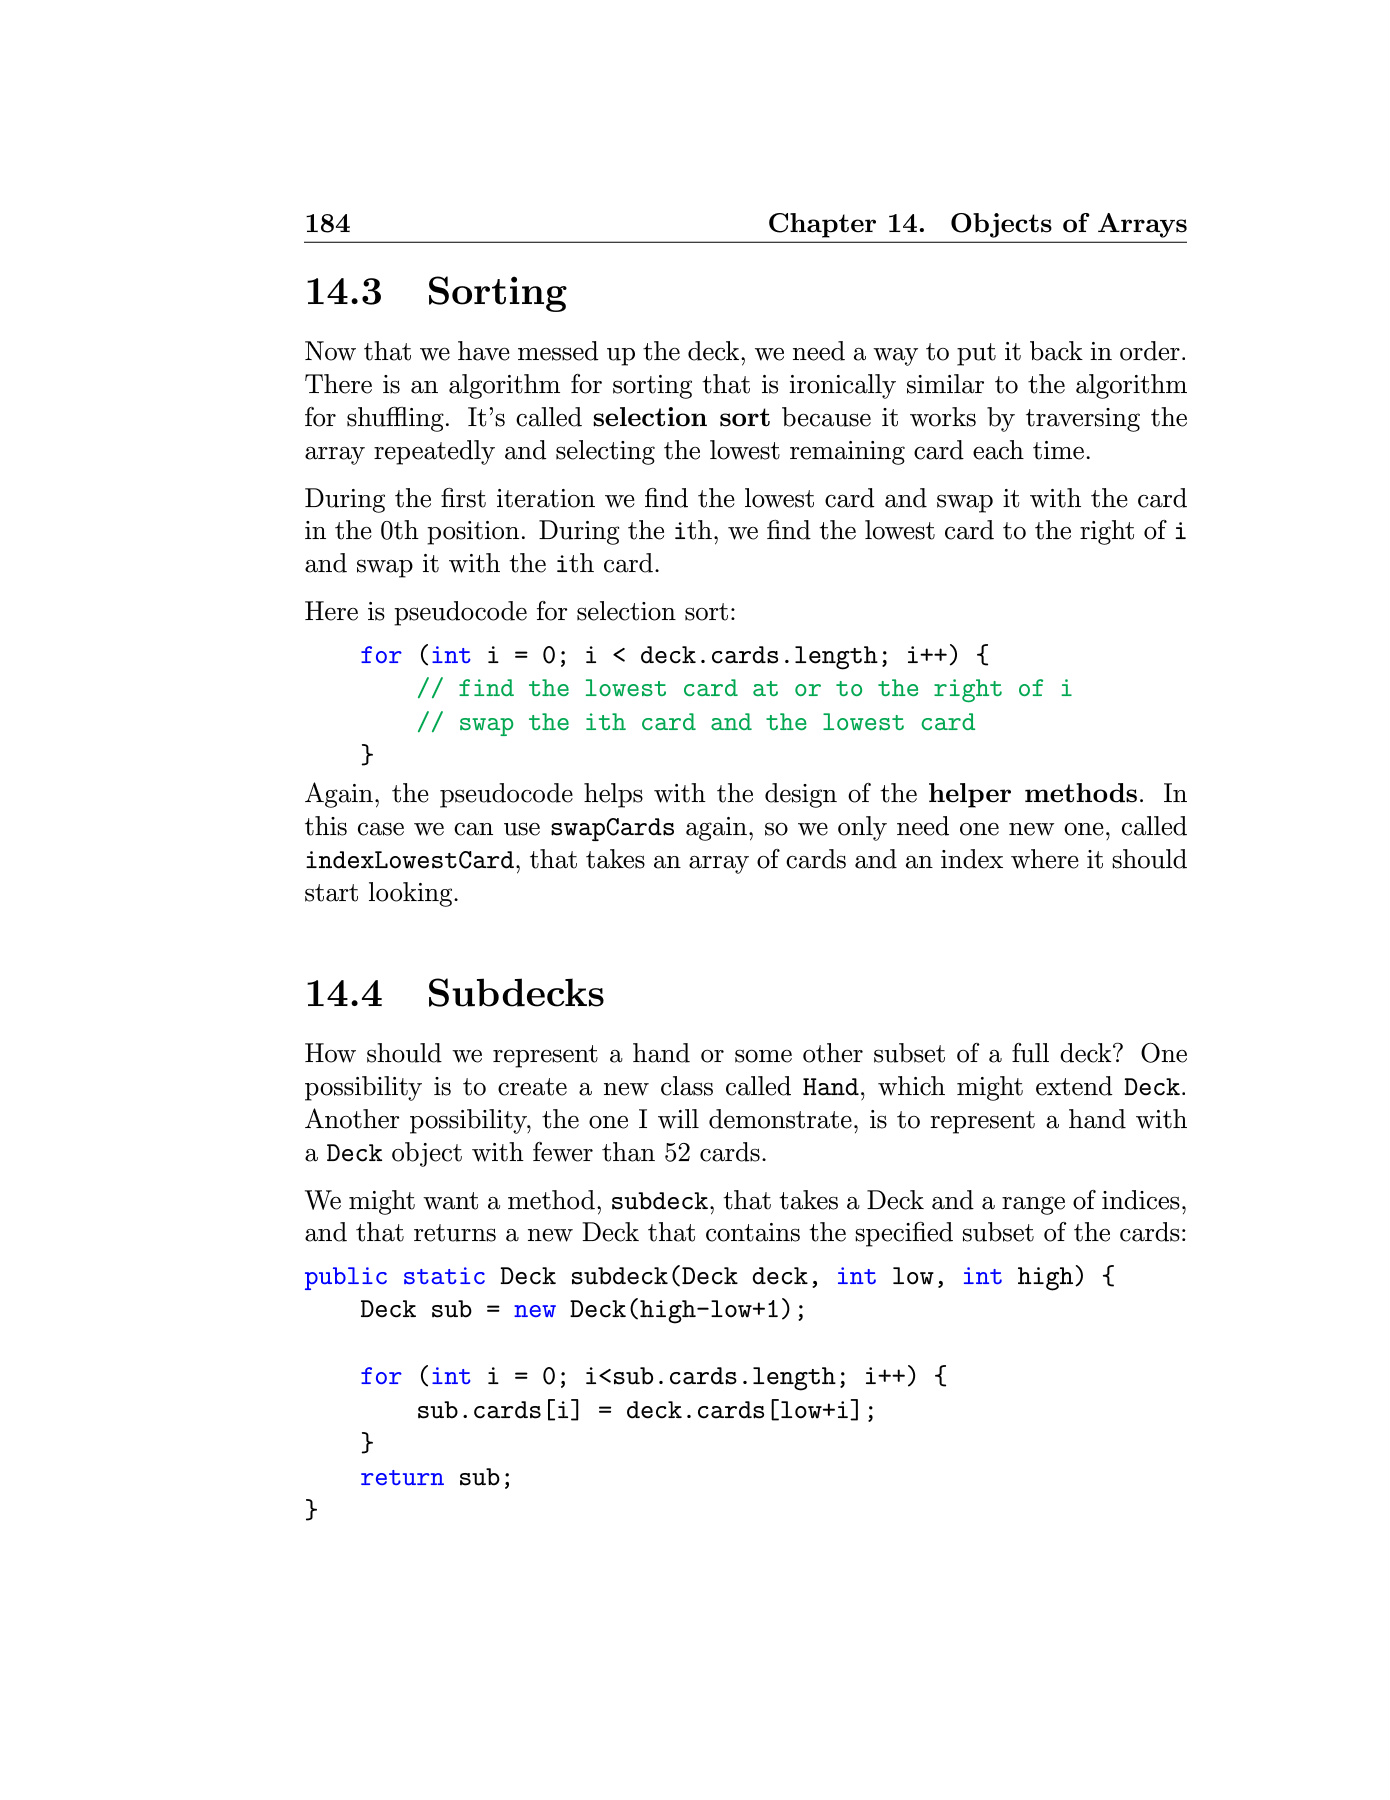 184 Chapter 14. Objects of Arrays
14.3 Sorting
Now that we have messed up the deck, we need a way to put it back in order.
There is an algorithm for sorting that is ironically similar to the algorithm
for shuffling. It's called selection sort because it works by traversing the
array repeatedly and selecting the lowest remaining card each time.
During the first iteration we find the lowest card and swap it with the card
in the 0th position. During the ith, we find the lowest card to the right of i
and swap it with the ith card.
Here is pseudocode for selection sort:
    for (int i = 0; i < deck.cards.length; i++) {
        // find the lowest card at or to the right of i
        // swap the ith card and the lowest card
    }
Again, the pseudocode helps with the design of the helper methods. In
this case we can use swapCards again, so we only need one new one, called
indexLowestCard, that takes an array of cards and an index where it should
start looking.
14.4 Subdecks
How should we represent a hand or some other subset of a full deck? One
possibility is to create a new class called Hand, which might extend Deck.
Another possibility, the one I will demonstrate, is to represent a hand with
a Deck object with fewer than 52 cards.
We might want a method, subdeck, that takes a Deck and a range of indices,
and that returns a new Deck that contains the specified subset of the cards:
public static Deck subdeck(Deck deck, int low, int high) {
    Deck sub = new Deck(high-low+1);
    for (int i = 0; i<sub.cards.length; i++) {
        sub.cards[i] = deck.cards[low+i];
    }
    return sub;
}